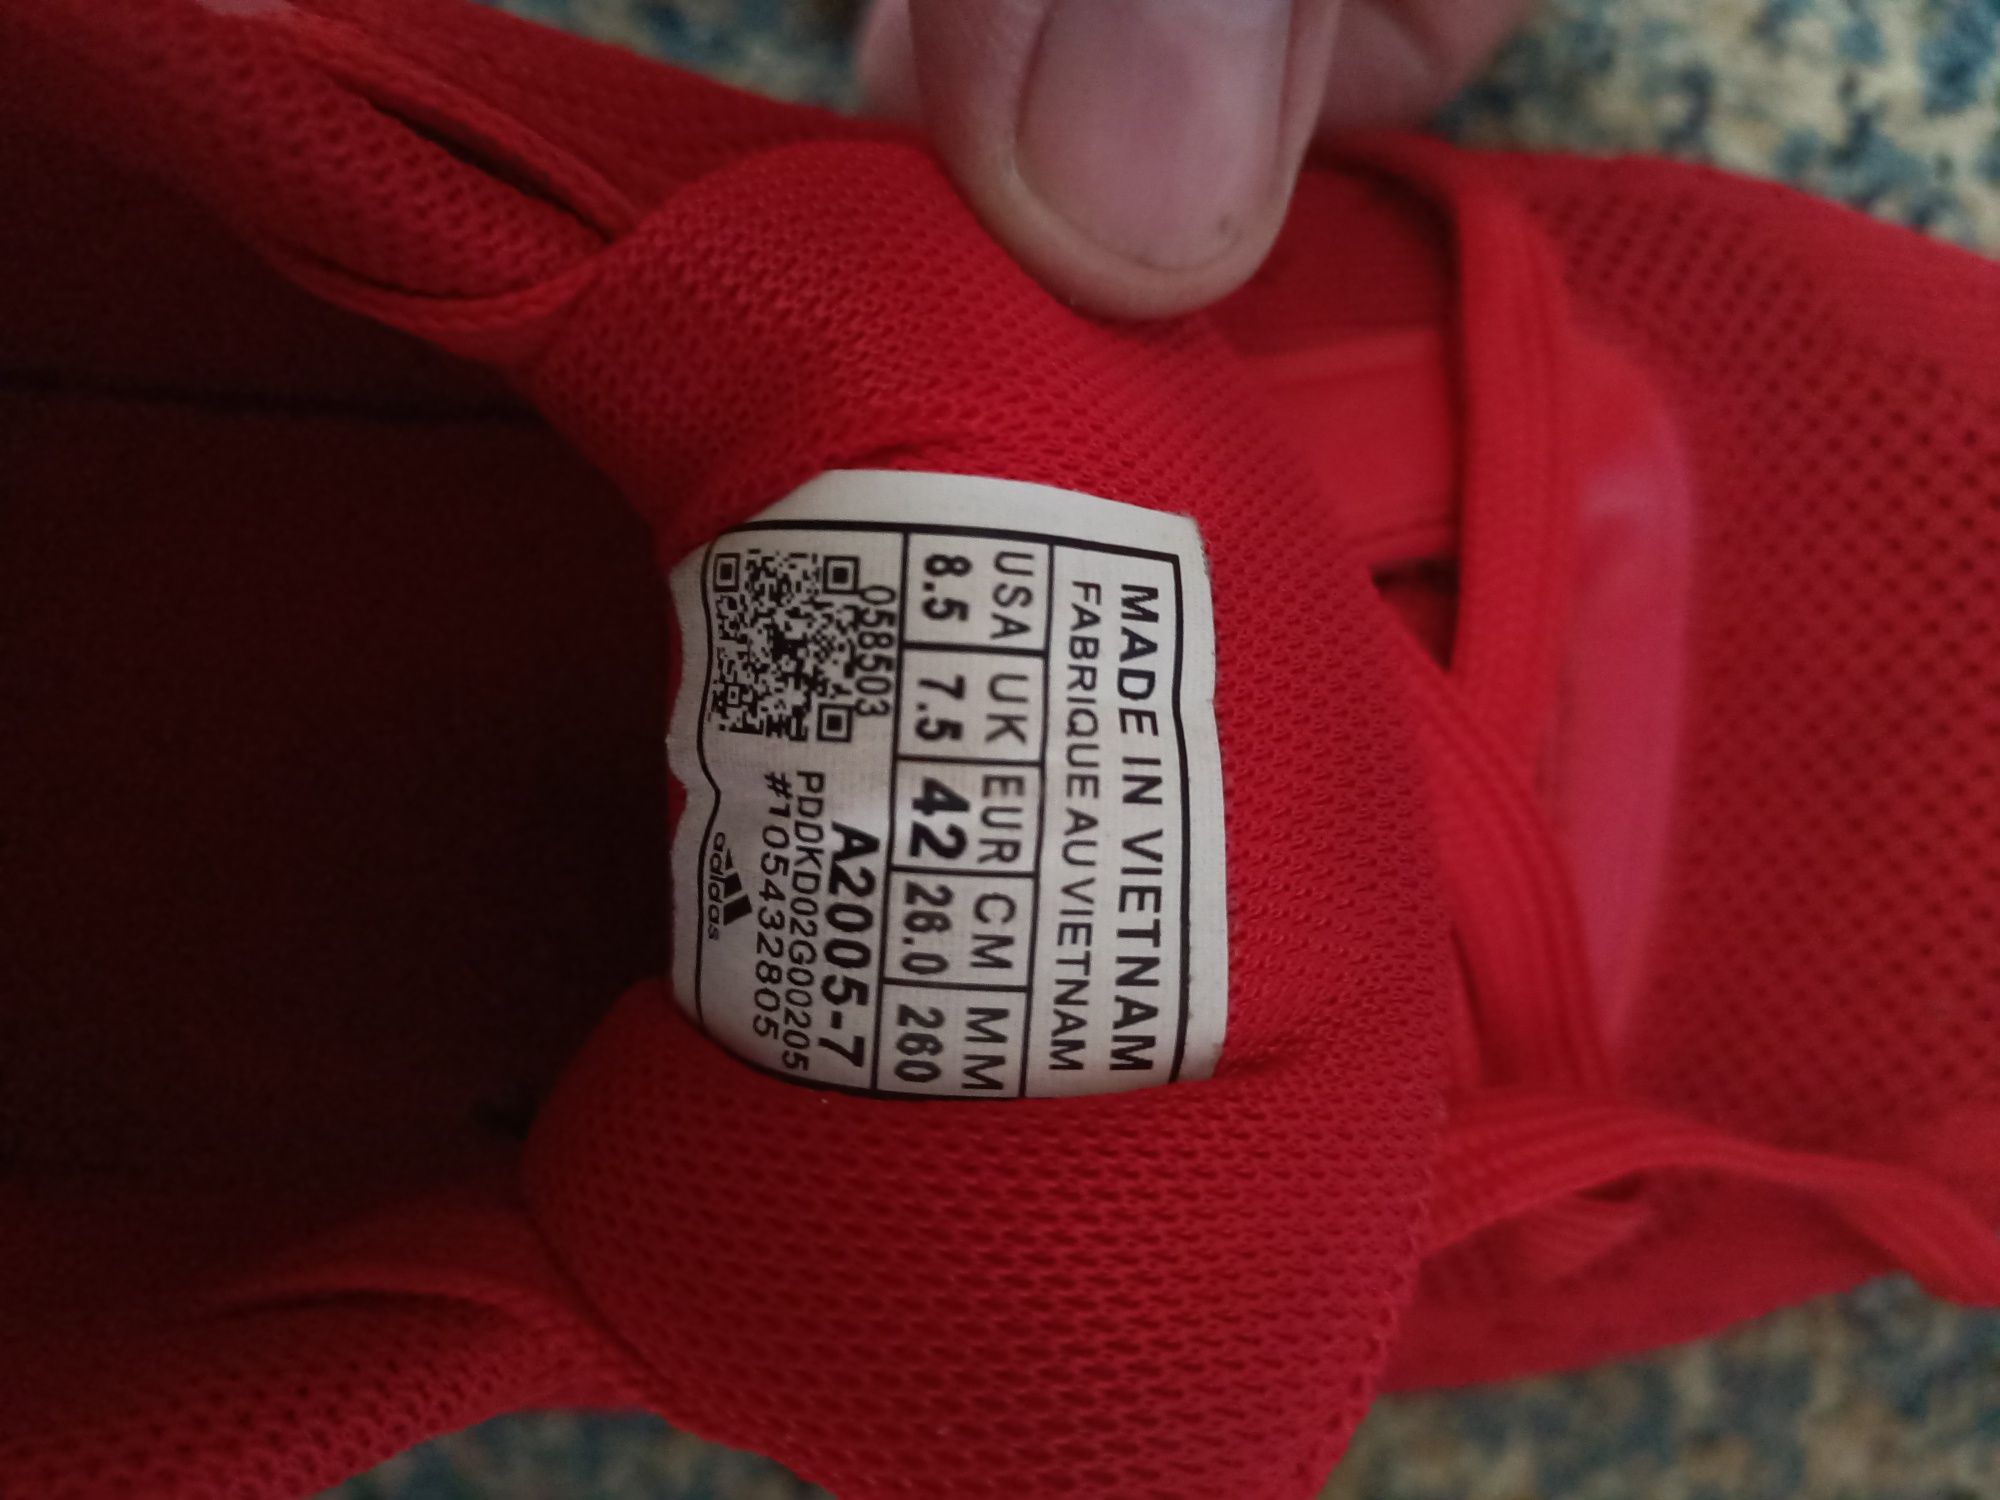 MADE IN VIETNAM
FABRIQUE AU VIETNAM
USA UK EUR CM MM
8.5 7.5 42 26.0 260
058503
A2005-7
PDDKD02G00205
#105432805
adidas